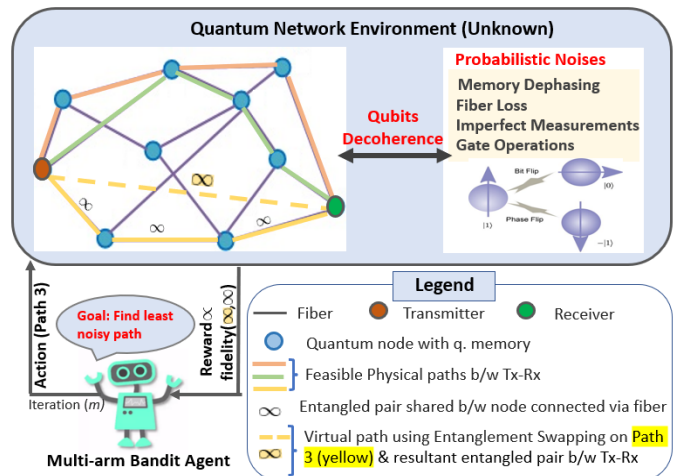 Quantum Network Environment (Unknown)
Probabilistic Noises
Memory Dephasing
Fiber Loss
Imperfect Measurements
Gate Operations
Qubits
Decoherence
∞
∞
∞
∞
Bit Flip
|0⟩
|1⟩
Phase Flip
−|1⟩
Action (Path 3)
Reward∝
fidelity(∞,∞)
Goal: Find least
noisy path
Iteration (m)
Multi-arm Bandit Agent
Legend
Fiber
Transmitter
Receiver
Quantum node with q. memory
Feasible Physical paths b/w Tx-Rx
∞ Entangled pair shared b/w node connected via fiber
Virtual path using Entanglement Swapping on Path
∞ 3 (yellow) & resultant entangled pair b/w Tx-Rx